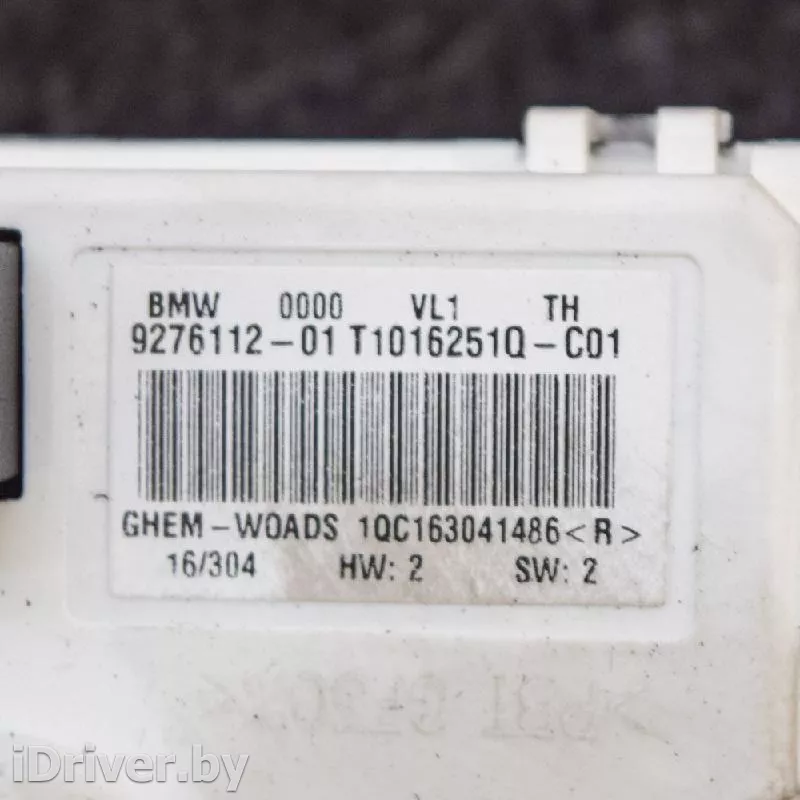 BMW 0000 VL1 TH
9276112-01 T1016251Q-C01
GHEM-WOADS 1QC163041486<R>
16/304 HW: 2 SW: 2
iDriver.by